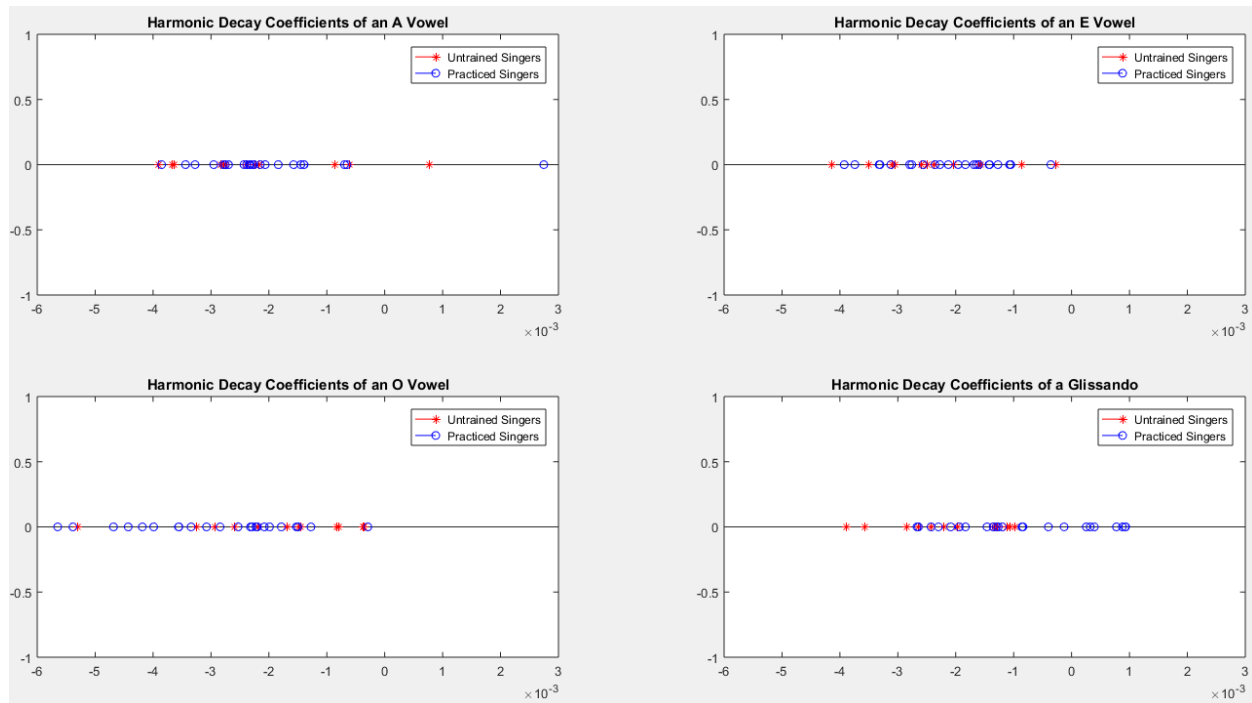 Harmonic Decay Coefficients of an A Vowel
Untrained Singers
Practiced Singers
1
0.5
0
-0.5
-1
-6 -5 -4 -3 -2 -1 0 1 2 3
×10-3
Harmonic Decay Coefficients of an E Vowel
Untrained Singers
Practiced Singers
1
0.5
0
-0.5
-1
-6 -5 -4 -3 -2 -1 0 1 2 3
×10-3
Harmonic Decay Coefficients of an O Vowel
Untrained Singers
Practiced Singers
1
0.5
0
-0.5
-1
-6 -5 -4 -3 -2 -1 0 1 2 3
×10-3
Harmonic Decay Coefficients of a Glissando
Untrained Singers
Practiced Singers
1
0.5
0
-0.5
-1
-6 -5 -4 -3 -2 -1 0 1 2 3
×10-3